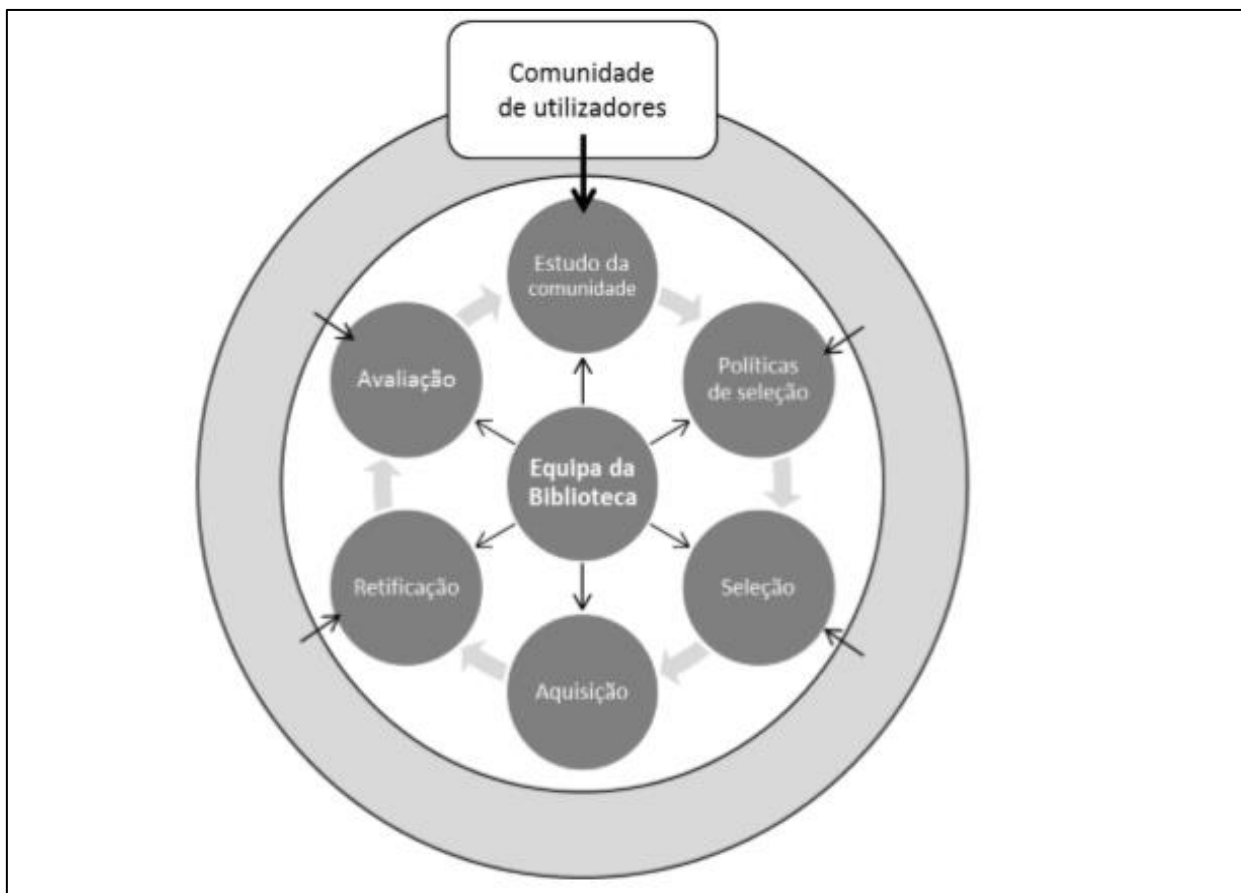 Comunidade
de utilizadores
Estudo da
comunidade
Políticas
de seleção
Avaliação
Equipa da
Biblioteca
Retificação
Seleção
Aquisição